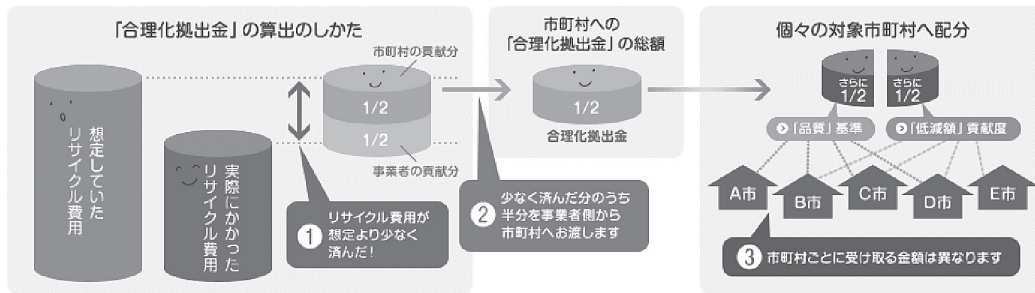 「合理化拠出金」の算出のしかた
想定していた
リサイクル費用
実際にかかった
リサイクル費用
市町村の貢献分
1/2
1/2
事業者の貢献分
1 リサイクル費用が
想定より少なく
済んだ!
市町村への
「合理化拠出金」の総額
1/2
合理化拠出金
2 少なく済んだ分のうち
半分を事業者側から
市町村へお渡します
個々の対象市町村へ配分
さらに
1/2
さらに
1/2
「品質」基準
「低減額」貢献度
A市
B市
C市
D市
E市
3 市町村ごとに受け取る金額は異なります